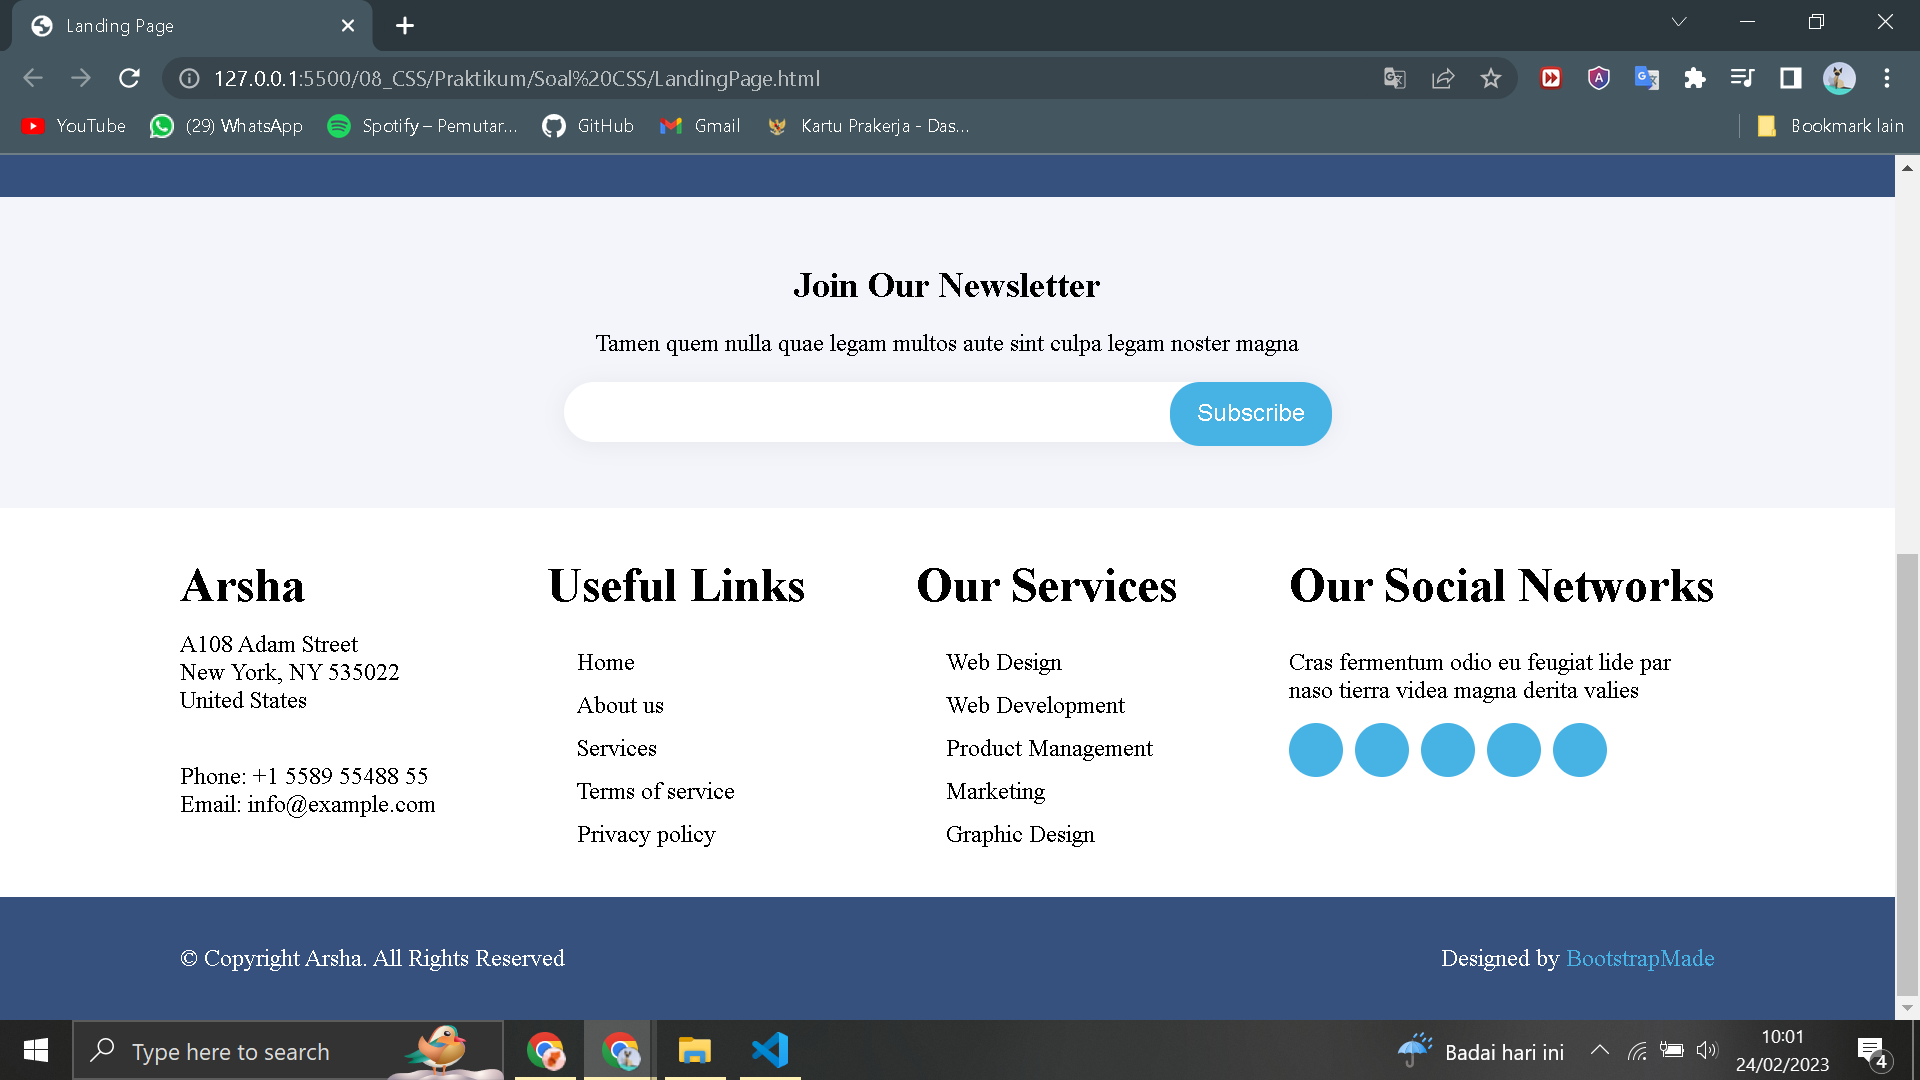 Landing Page
127.0.0.1:5500/08_CSS/Praktikum/Soal%20CSS/LandingPage.html
YouTube (29) WhatsApp Spotify – Pemutar... GitHub Gmail Kartu Prakerja - Das... Bookmark lain
Join Our Newsletter
Tamen quem nulla quae legam multos aute sint culpa legam noster magna
Subscribe
Arsha
A108 Adam Street
New York, NY 535022
United States
Phone: +1 5589 55488 55
Email: info@example.com
Useful Links
Home
About us
Services
Terms of service
Privacy policy
Our Services
Web Design
Web Development
Product Management
Marketing
Graphic Design
Our Social Networks
Cras fermentum odio eu feugiat lide par
naso tierra videa magna derita valies
© Copyright Arsha. All Rights Reserved
Designed by BootstrapMade
Type here to search
Badai hari ini
10:01
24/02/2023
4